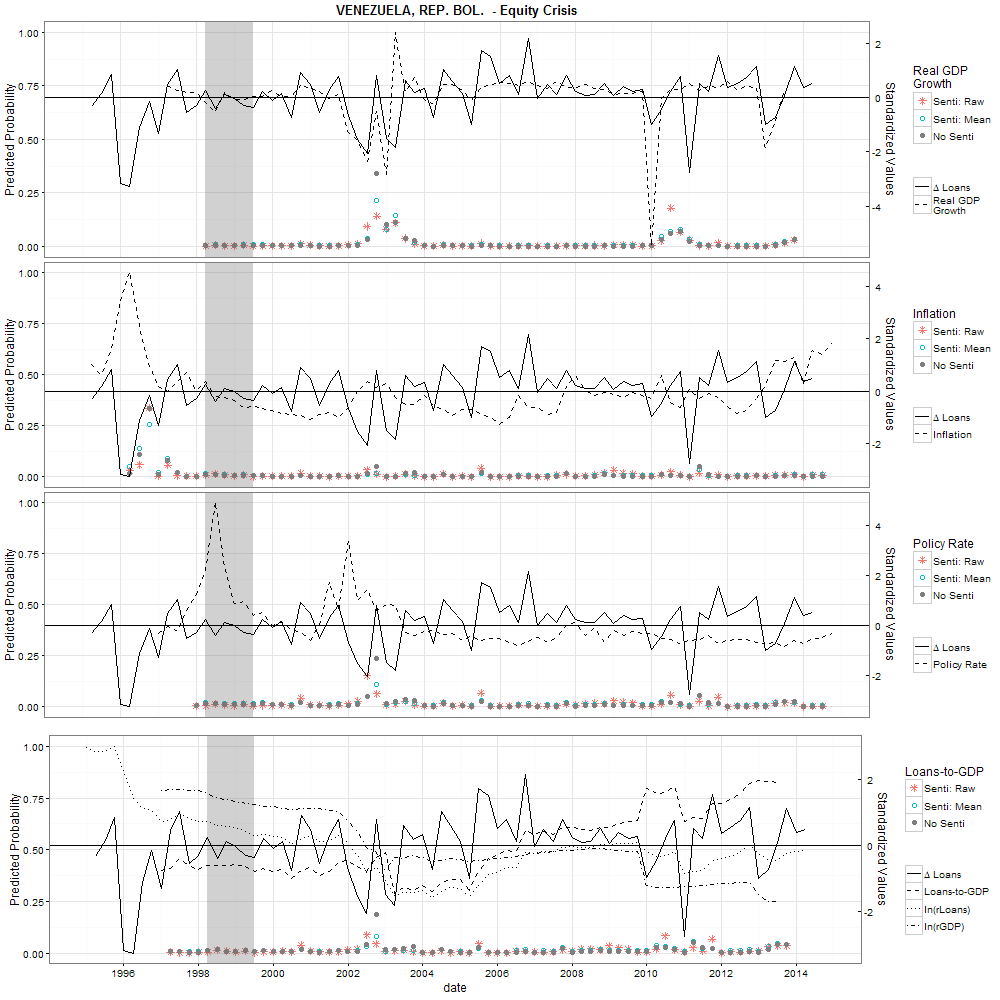 VENEZUELA, REP. BOL. - Equity Crisis
Predicted Probability
1.00
0.75
0.50
0.25
0.00
2
0
-2
-4
Standardized Values
Real GDP
Growth
Senti: Raw
Senti: Mean
No Senti
Δ Loans
Real GDP
Growth
Predicted Probability
1.00
0.75
0.50
0.25
0.00
4
2
0
-2
Standardized Values
Inflation
Senti: Raw
Senti: Mean
No Senti
Δ Loans
Inflation
Predicted Probability
1.00
0.75
0.50
0.25
0.00
4
2
0
-2
Standardized Values
Policy Rate
Senti: Raw
Senti: Mean
No Senti
Δ Loans
Policy Rate
Predicted Probability
1.00
0.75
0.50
0.25
0.00
2
0
-2
Standardized Values
Loans-to-GDP
Senti: Raw
Senti: Mean
No Senti
Δ Loans
Loans-to-GDP
ln(rLoans)
ln(rGDP)
1996 1998 2000 2002 2004 2006 2008 2010 2012 2014
date